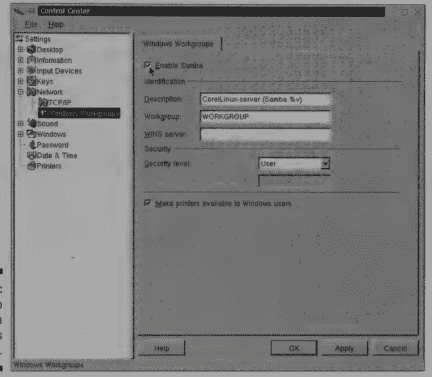 Control Center
File Help
Settings
Desktop
Information
Input Devices
Keys
Network
TCP/IP
Windows Workgroups
Sound
Windows
Password
Date & Time
Printers
Windows Workgroups
Enable Samba
Identification
Description: CorelLinux server (Samba %v)
Workgroup: WORKGROUP
WINS server:
Security
Security level: User
Make printers available to Windows users
Help OK Apply Cancel
Windows Workgroups